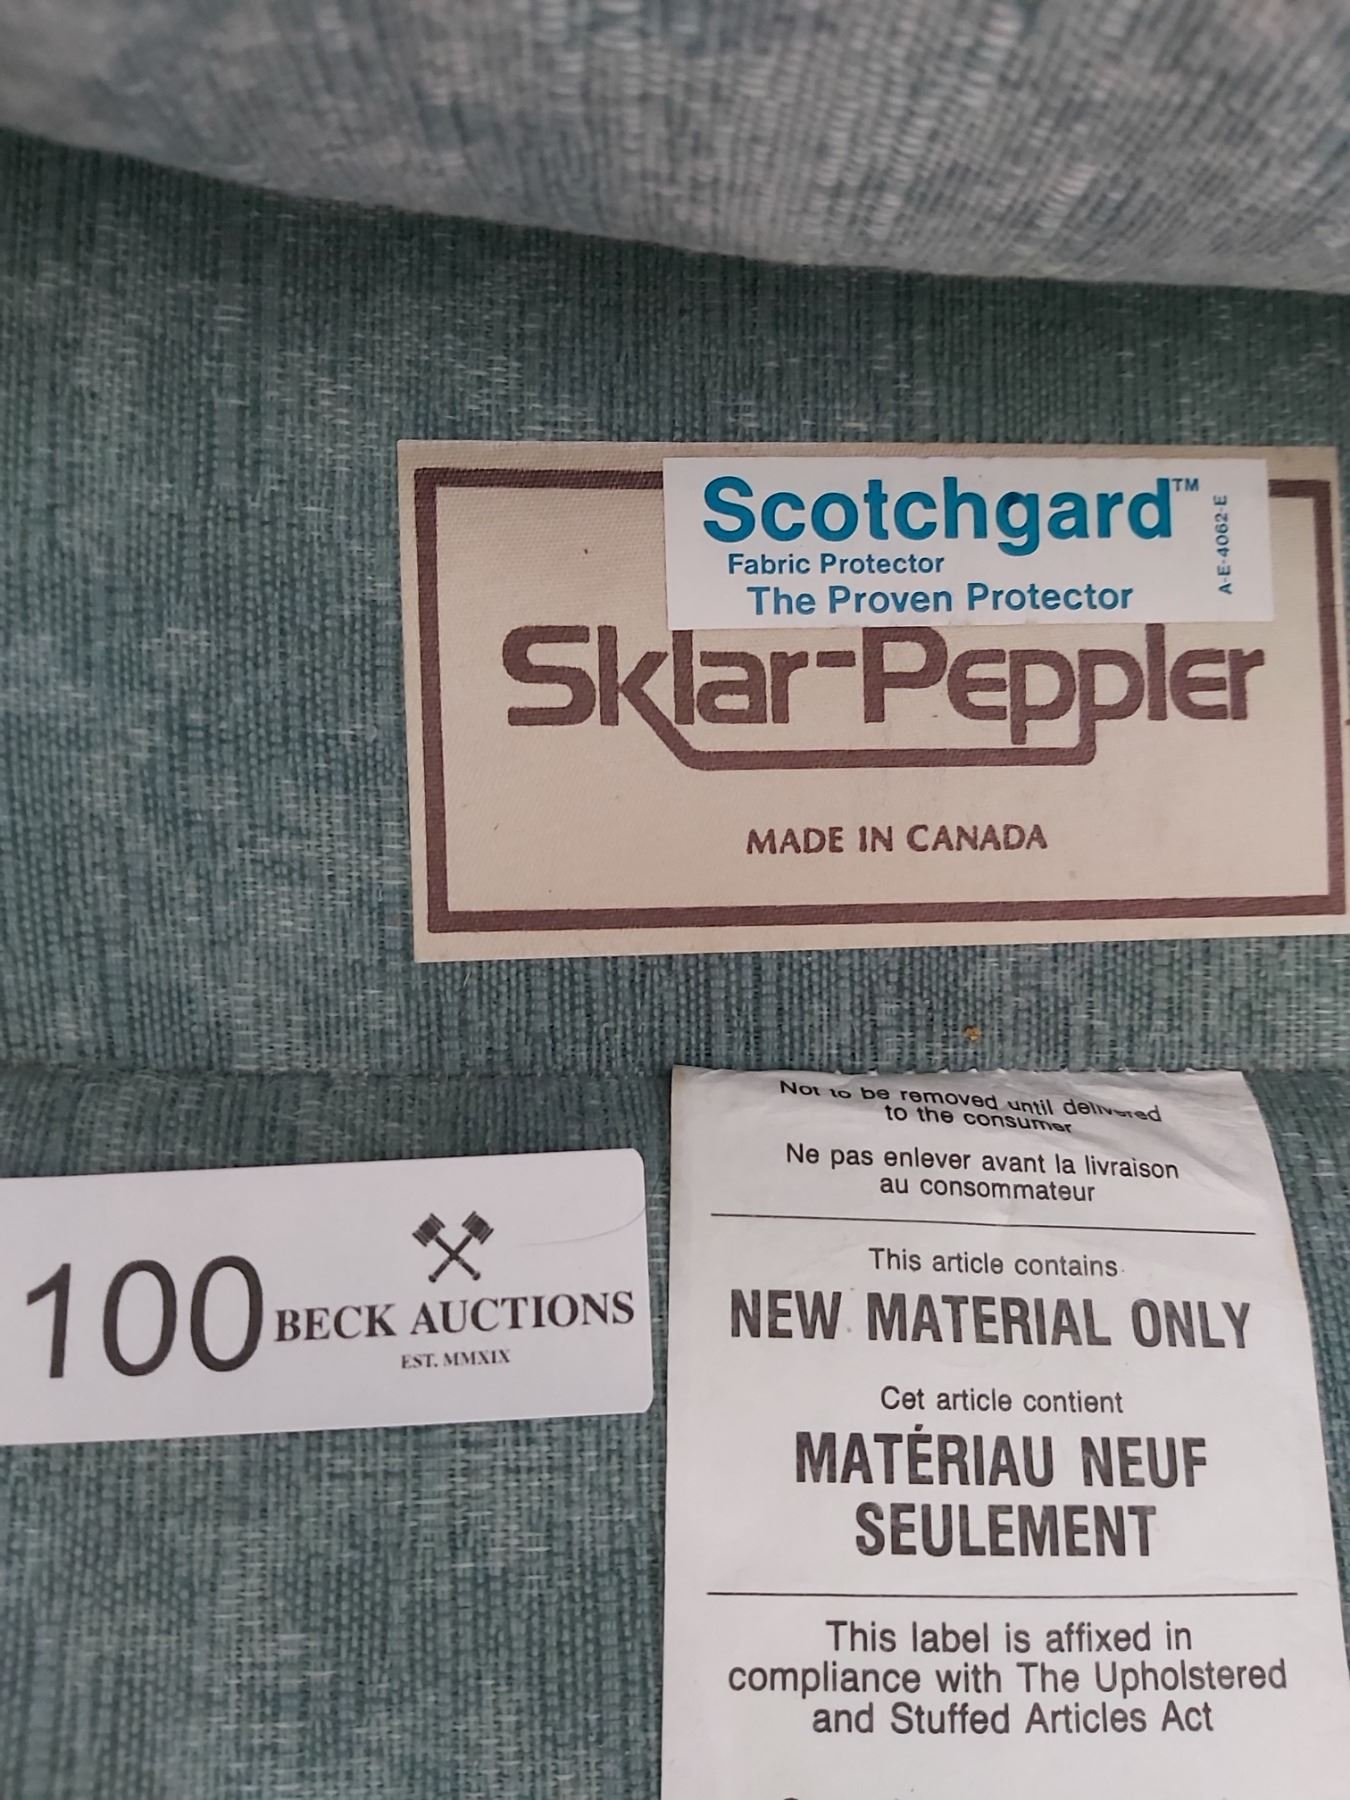 Scotchgard™
Fabric Protector
The Proven Protector
A-E-4062-E
Sklar-Peppler
MADE IN CANADA
100
BECK AUCTIONS
EST. MMXIX
Not to be removed until delivered
to the consumer
Ne pas enlever avant la livraison
au consommateur
This article contains
NEW MATERIAL ONLY
Cet article contient
MATÉRIAU NEUF
SEULEMENT
This label is affixed in
compliance with The Upholstered
and Stuffed Articles Act